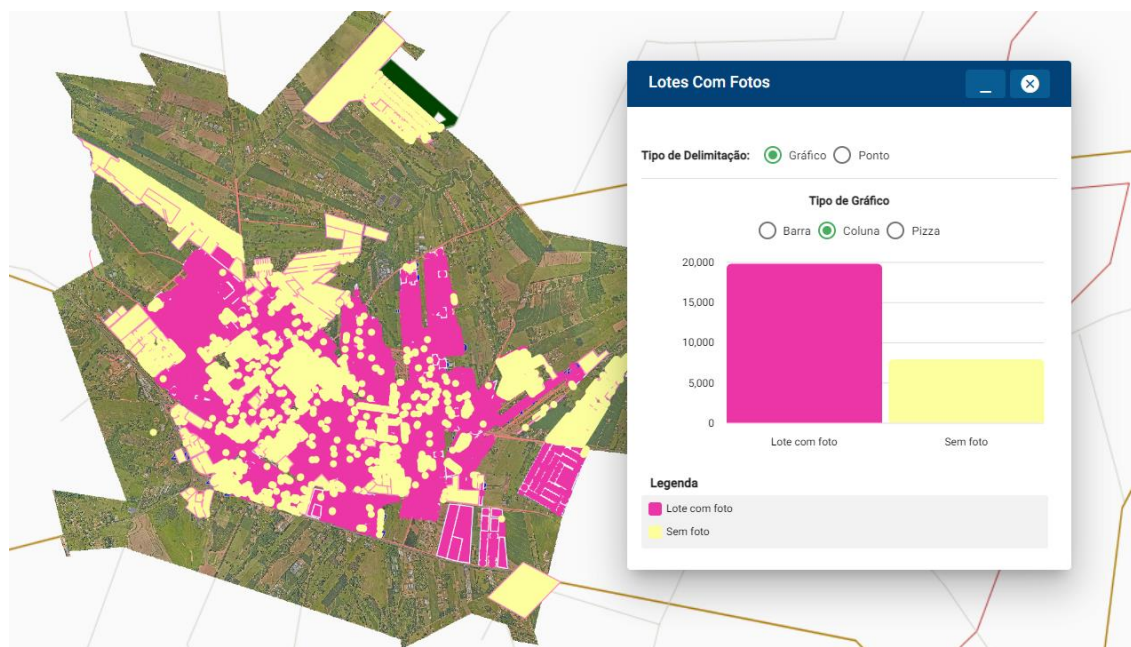 Lotes Com Fotos
Tipo de Delimitação: Gráfico Ponto
Tipo de Gráfico
Barra Coluna Pizza
20,000
15,000
10,000
5,000
0
Lote com foto Sem foto
Legenda
Lote com foto
Sem foto